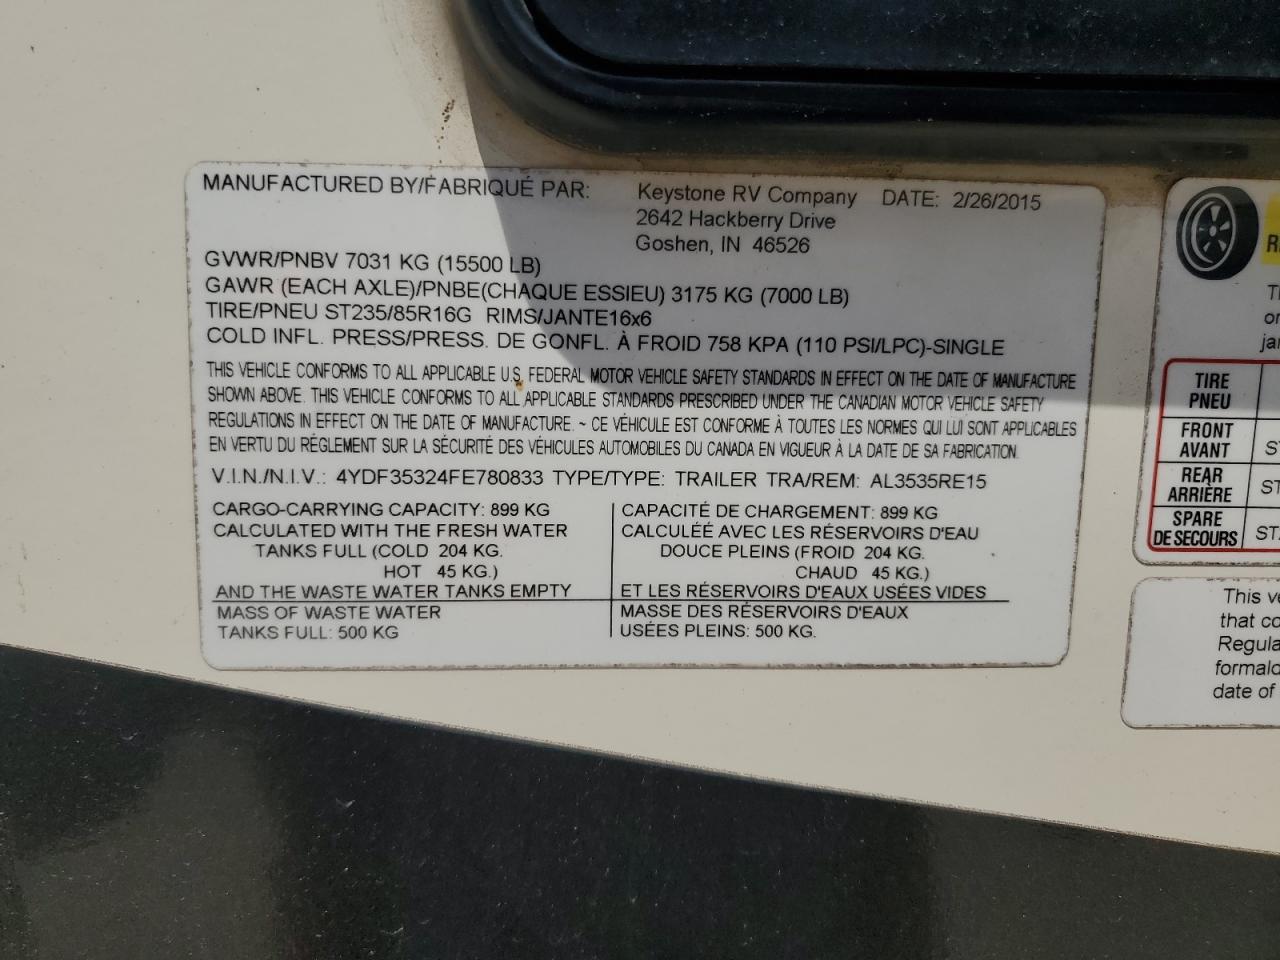 MANUFACTURED BY/FABRIQUÉ PAR: Keystone RV Company DATE: 2/26/2015
2642 Hackberry Drive
Goshen, IN 46526
GVWR/PNBV 7031 KG (15500 LB)
GAWR (EACH AXLE)/PNBE(CHAQUE ESSIEU) 3175 KG (7000 LB)
TIRE/PNEU ST235/85R16G RIMS/JANTE16x6
COLD INFL. PRESS/PRESS. DE GONFL. À FROID 758 KPA (110 PSI/LPC)-SINGLE
THIS VEHICLE CONFORMS TO ALL APPLICABLE U.S. FEDERAL MOTOR VEHICLE SAFETY STANDARDS IN EFFECT ON THE DATE OF MANUFACTURE
SHOWN ABOVE. THIS VEHICLE CONFORMS TO ALL APPLICABLE STANDARDS PRESCRIBED UNDER THE CANADIAN MOTOR VEHICLE SAFETY
REGULATIONS IN EFFECT ON THE DATE OF MANUFACTURE. ~ CE VÉHICULE EST CONFORME À TOUTES LES NORMES QUI LUI SONT APPLICABLES
EN VERTU DU RÉGLEMENT SUR LA SÉCURITÉ DES VÉHICULES AUTOMOBILES DU CANADA EN VIGUEUR À LA DATE DE SA FABRICATION.
V.I.N./N.I.V.: 4YDF35324FE780833 TYPE/TYPE: TRAILER TRA/REM: AL3535RE15
CARGO-CARRYING CAPACITY: 899 KG
CALCULATED WITH THE FRESH WATER
TANKS FULL (COLD 204 KG.
HOT 45 KG.)
AND THE WASTE WATER TANKS EMPTY
MASS OF WASTE WATER
TANKS FULL: 500 KG
CAPACITÉ DE CHARGEMENT: 899 KG
CALCULÉÉ AVEC LES RÉSERVOIRS D'EAU
DOUCE PLEINS (FROID 204 KG.
CHAUD 45 KG.)
ET LES RÉSERVOIRS D'EAUX USÉES VIDES
MASSE DES RÉSERVOIRS D'EAUX
USÉES PLEINS: 500 KG.
TIRE
PNEU
FRONT
AVANT
REAR
ARRIÈRE
SPARE
DE SECOURS
This
that